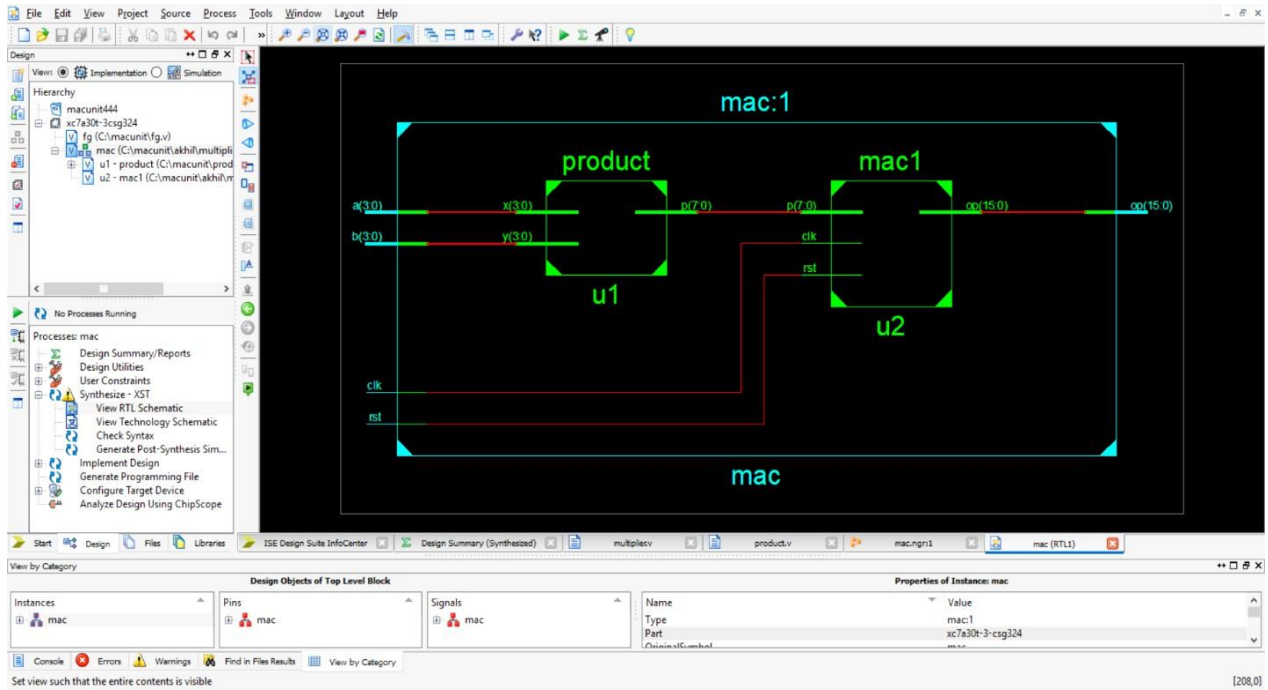 File Edit View Project Source Process Tools Window Layout Help
Design
View: Implementation Simulation
Hierarchy
macunit444
xc7a30t-3csg324
fg (C:\macunit\fg.v)
mac (C:\macunit\akhil\multipli
u1 - product (C:\macunit\prod
u2 - mac1 (C:\macunit\akhil\m
No Processes Running
Processes: mac
Design Summary/Reports
Design Utilities
User Constraints
Synthesize - XST
View RTL Schematic
View Technology Schematic
Check Syntax
Generate Post-Synthesis Sim...
Implement Design
Generate Programming File
Configure Target Device
Analyze Design Using ChipScope
Start Design Files Libraries
mac:1
product mac1
a(3:0) x(3:0) p(7:0) p(7:0) op(15:0) op(15:0)
b(3:0) y(3:0) clk
rst
u1
u2
clk
rst
mac
ISE Design Suite InfoCenter Design Summary (Synthesized) multiplier.v product.v mac.ngr:1 mac (RTL1)
View by Category
Design Objects of Top Level Block Properties of Instance: mac
Instances Pins Signals Name Value
mac mac mac Type mac:1
Part xc7a30t-3-csg324
OriginalSymbol mac
Console Errors Warnings Find in Files Results View by Category
Set view such that the entire contents is visible [208,0]